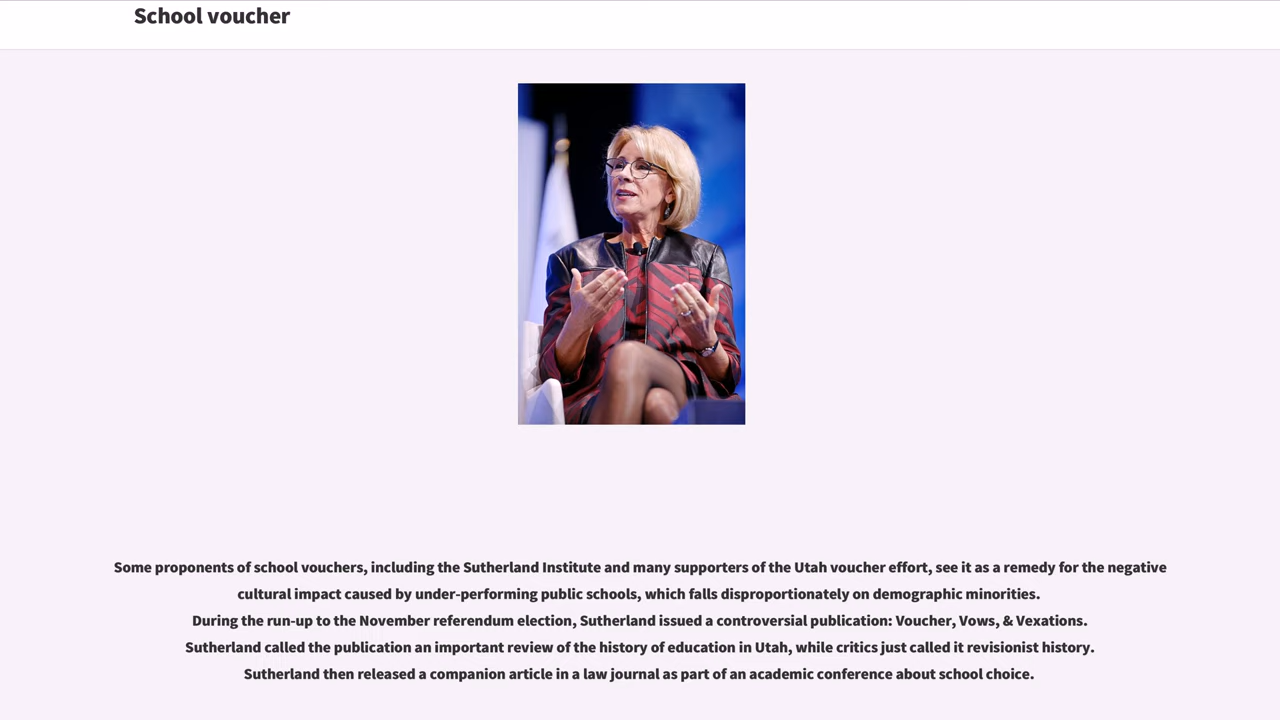 School voucher
Some proponents of school vouchers, including the Sutherland Institute and many supporters of the Utah voucher effort, see it as a remedy for the negative
cultural impact caused by under-performing public schools, which falls disproportionately on demographic minorities.
During the run-up to the November referendum election, Sutherland issued a controversial publication: Voucher, Vows, & Vexations.
Sutherland called the publication an important review of the history of education in Utah, while critics just called it revisionist history.
Sutherland then released a companion article in a law journal as part of an academic conference about school choice.